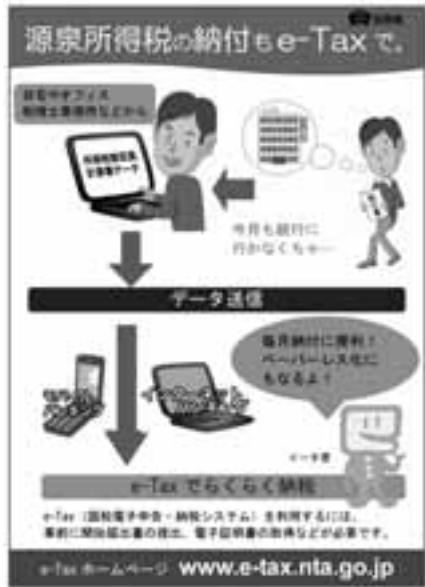 源泉所得税の納付もe-Taxで。
自宅やオフィス
税理士事務所などから
今月も銀行に
行かなくちゃ…
データ送信
毎月納付に便利！
ペーパーレス化に
もなるよ！
イータ君
e-Taxでらくらく納税
e-Tax（国税電子申告・納税システム）を利用するには、
事前に開始届出書の提出、電子証明書の取得などが必要です。
e-Taxホームページ www.e-tax.nta.go.jp